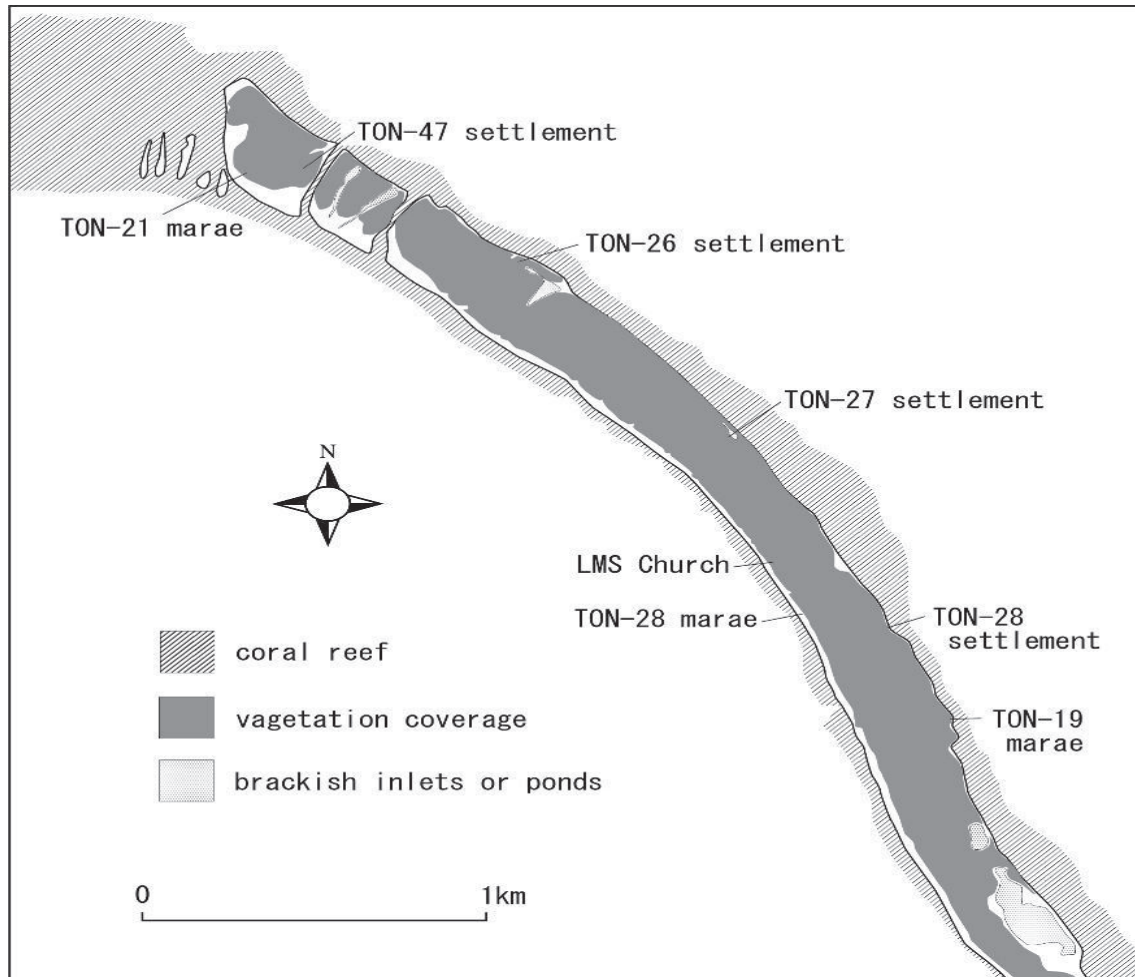 TON-47 settlement
TON-21 marae
TON-26 settlement
TON-27 settlement
N
LMS Church
TON-28 marae
TON-28
settlement
TON-19
marae
coral reef
vagetation coverage
brackish inlets or ponds
0
1km